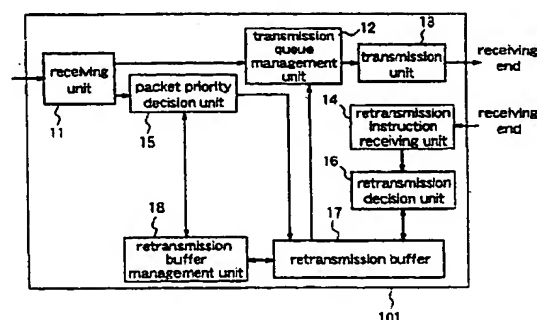 12
13
transmission
queue
management
unit
transmission
unit
receiving
end
receiving
unit
11
packet priority
decision unit
15
14
retransmission
instruction
receiving unit
receiving
end
16
retransmission
decision unit
18
retransmission
buffer
management unit
17
retransmission buffer
101